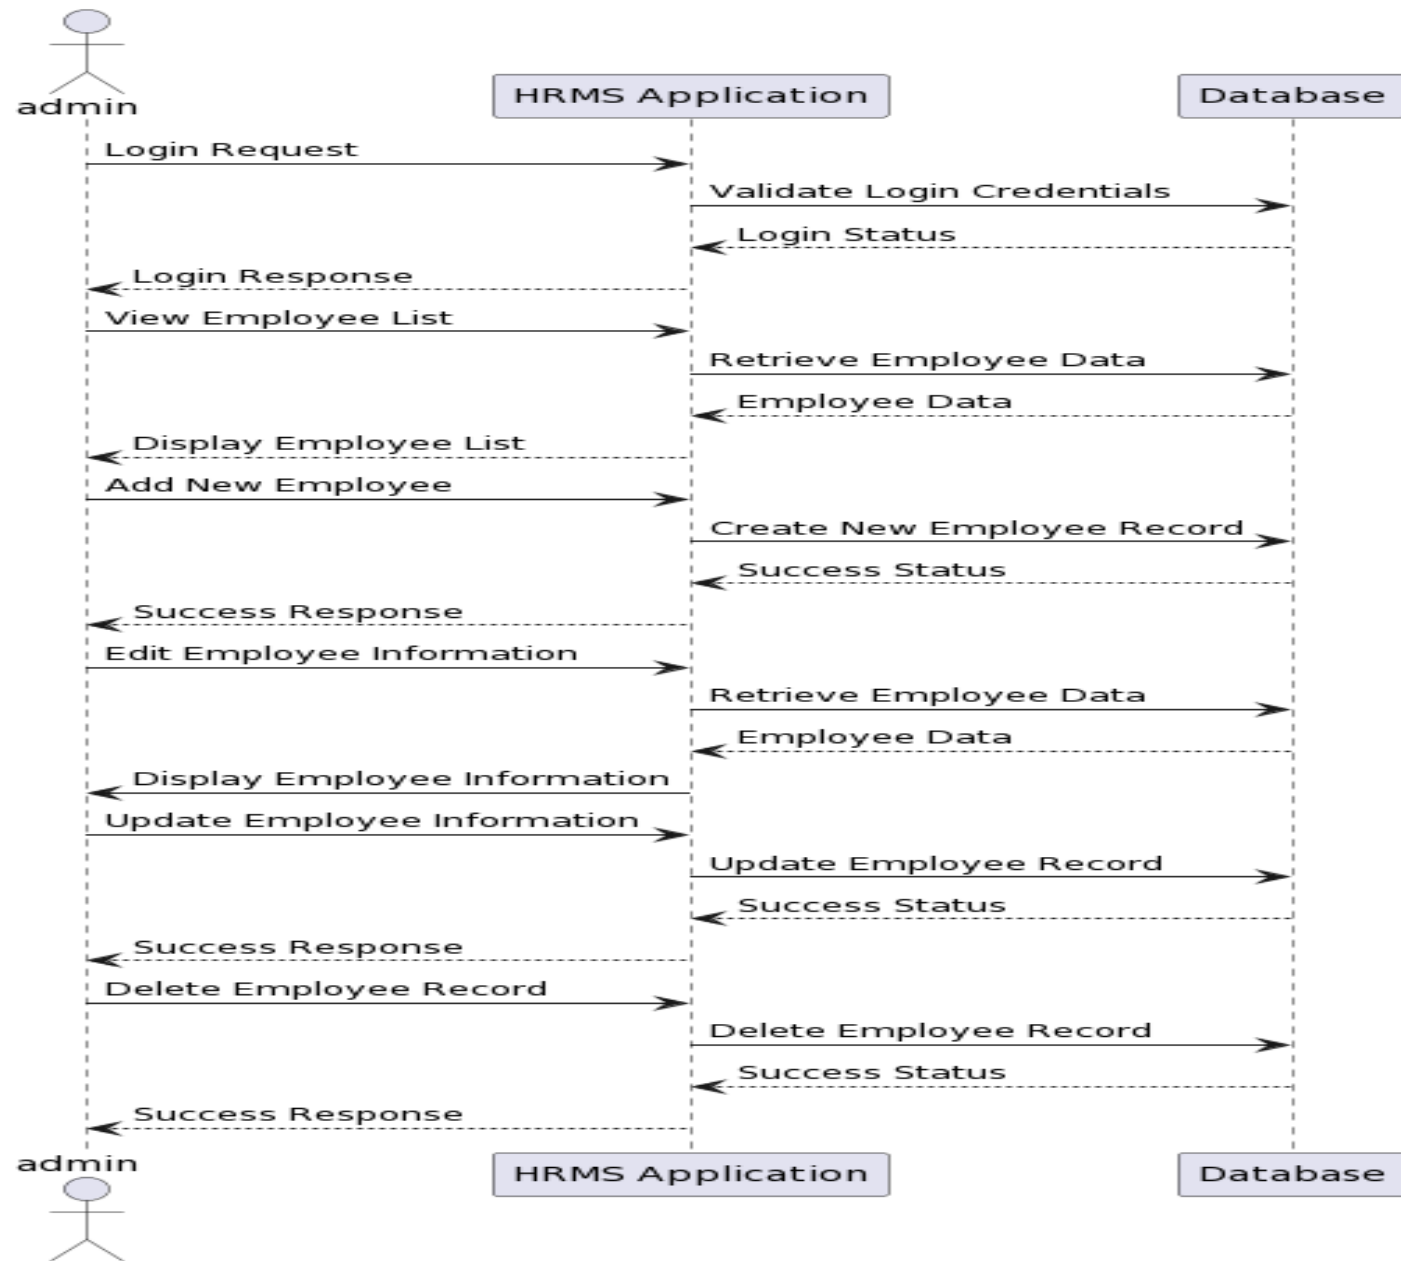 admin
HRMS Application
Database
Login Request
Validate Login Credentials
Login Status
Login Response
View Employee List
Retrieve Employee Data
Employee Data
Display Employee List
Add New Employee
Create New Employee Record
Success Status
Success Response
Edit Employee Information
Retrieve Employee Data
Employee Data
Display Employee Information
Update Employee Information
Update Employee Record
Success Status
Success Response
Delete Employee Record
Delete Employee Record
Success Status
Success Response
admin
HRMS Application
Database